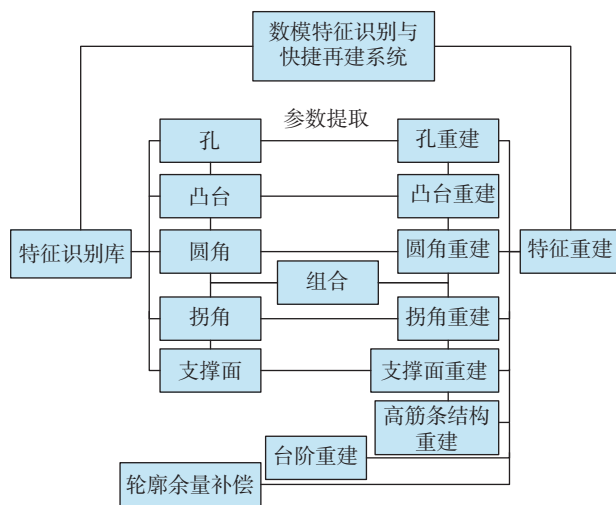 数模特征识别与
快捷再建系统
参数提取
孔
孔重建
凸台
凸台重建
特征识别库
圆角
圆角重建
特征重建
组合
拐角
拐角重建
支撑面
支撑面重建
高筋条结构
重建
台阶重建
轮廓余量补偿